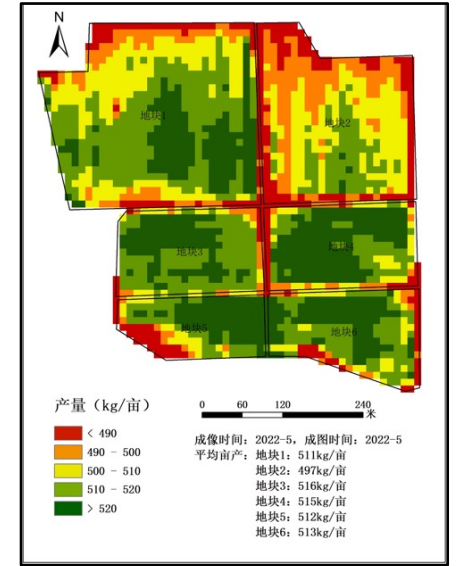 N
地块1
地块2
地块3
地块4
地块5
地块6
产量（kg/亩）
< 490
490 - 500
500 - 510
510 - 520
> 520
0 60 120 240
米
成像时间：2022-5，成图时间：2022-5
平均亩产：地块1：511kg/亩
地块2：497kg/亩
地块3：516kg/亩
地块4：515kg/亩
地块5：512kg/亩
地块6：513kg/亩